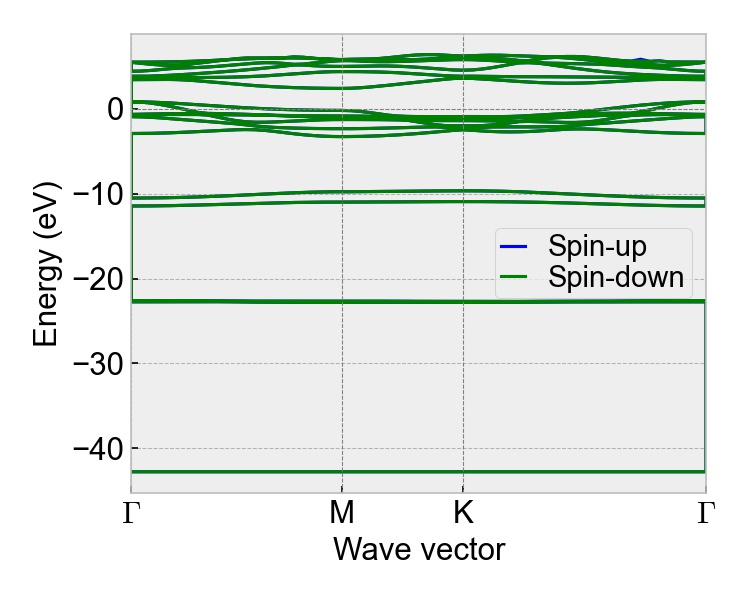 0
−10
−20
−30
−40
Energy (eV)
Spin-up
Spin-down
Γ M K Γ
Wave vector